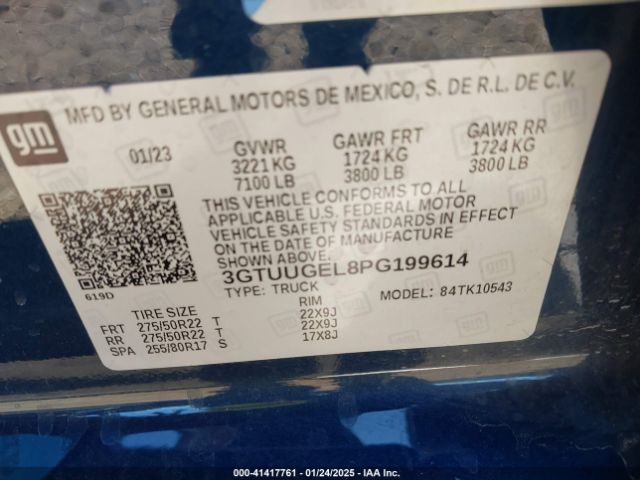 gm
MFD BY GENERAL MOTORS DE MEXICO, S. DE R.L. DE C.V.
01/23 GVWR GAWR FRT GAWR RR
3221 KG 1724 KG 1724 KG
7100 LB 3800 LB 3800 LB
THIS VEHICLE CONFORMS TO ALL
APPLICABLE U.S. FEDERAL MOTOR
VEHICLE SAFETY STANDARDS IN EFFECT
ON THE DATE OF MANUFACTURE
SHOWN ABOVE.
3GTUUGEL8PG199614
619D
TYPE: TRUCK MODEL: 84TK10543
TIRE SIZE RIM
FRT 275/50R22 T 22X9J
RR 275/50R22 T 22X9J
SPA 255/80R17 S 17X8J
000-41417761 - 01/24/2025 - IAA Inc.